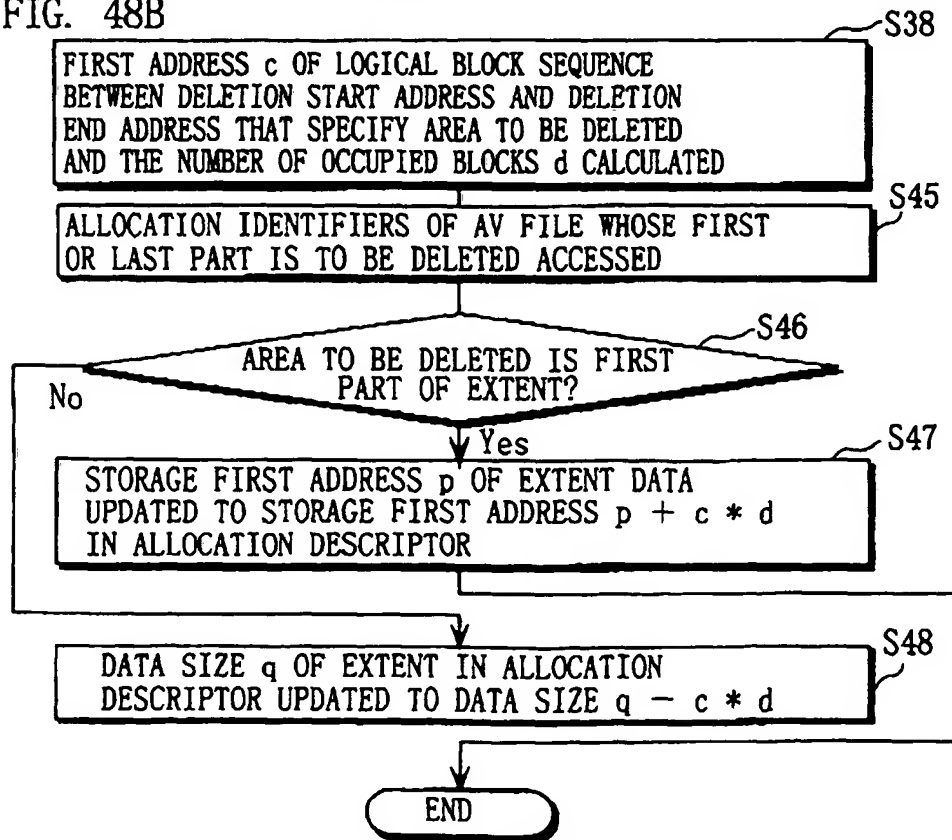 FIG. 48B
S38
FIRST ADDRESS c OF LOGICAL BLOCK SEQUENCE
BETWEEN DELETION START ADDRESS AND DELETION
END ADDRESS THAT SPECIFY AREA TO BE DELETED
AND THE NUMBER OF OCCUPIED BLOCKS d CALCULATED
S45
ALLOCATION IDENTIFIERS OF AV FILE WHOSE FIRST
OR LAST PART IS TO BE DELETED ACCESSED
S46
AREA TO BE DELETED IS FIRST
PART OF EXTENT?
No
Yes
S47
STORAGE FIRST ADDRESS p OF EXTENT DATA
UPDATED TO STORAGE FIRST ADDRESS p + c * d
IN ALLOCATION DESCRIPTOR
S48
DATA SIZE q OF EXTENT IN ALLOCATION
DESCRIPTOR UPDATED TO DATA SIZE q − c * d
END